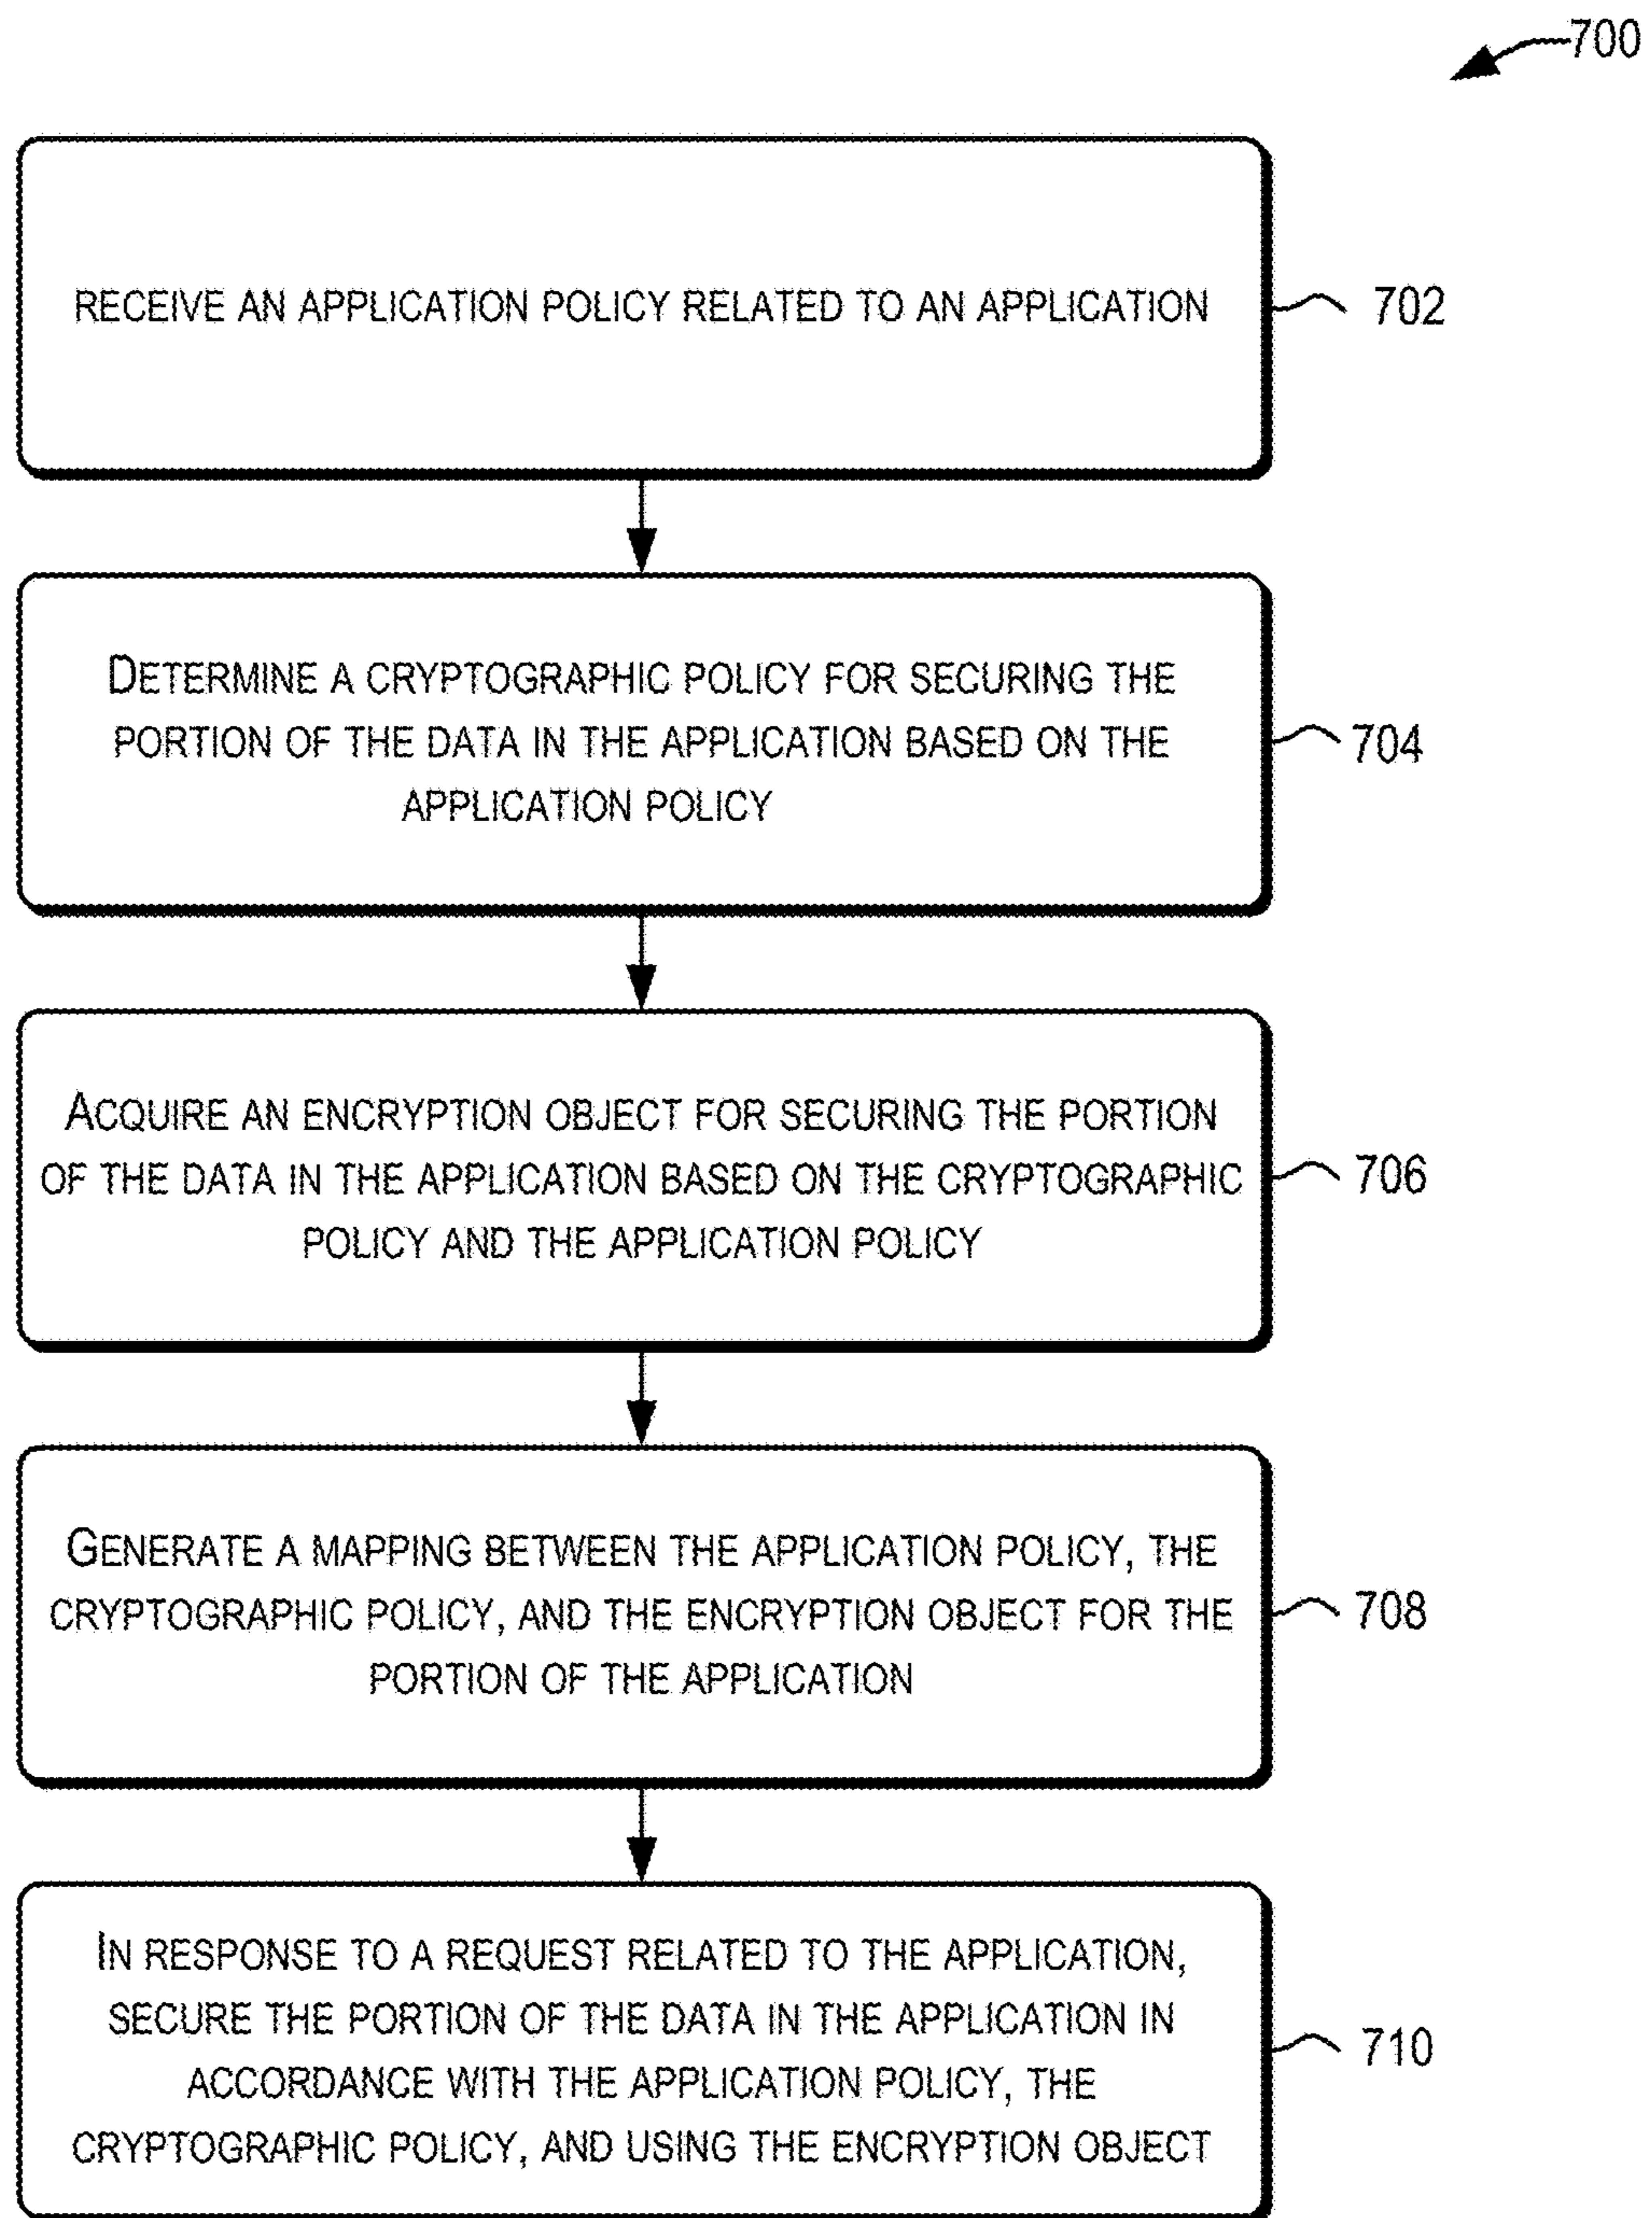 700
RECEIVE AN APPLICATION POLICY RELATED TO AN APPLICATION
702
DETERMINE A CRYPTOGRAPHIC POLICY FOR SECURING THE
PORTION OF THE DATA IN THE APPLICATION BASED ON THE
APPLICATION POLICY
704
ACQUIRE AN ENCRYPTION OBJECT FOR SECURING THE PORTION
OF THE DATA IN THE APPLICATION BASED ON THE CRYPTOGRAPHIC
POLICY AND THE APPLICATION POLICY
706
GENERATE A MAPPING BETWEEN THE APPLICATION POLICY, THE
CRYPTOGRAPHIC POLICY, AND THE ENCRYPTION OBJECT FOR THE
PORTION OF THE APPLICATION
708
IN RESPONSE TO A REQUEST RELATED TO THE APPLICATION,
SECURE THE PORTION OF THE DATA IN THE APPLICATION IN
ACCORDANCE WITH THE APPLICATION POLICY, THE
CRYPTOGRAPHIC POLICY, AND USING THE ENCRYPTION OBJECT
710